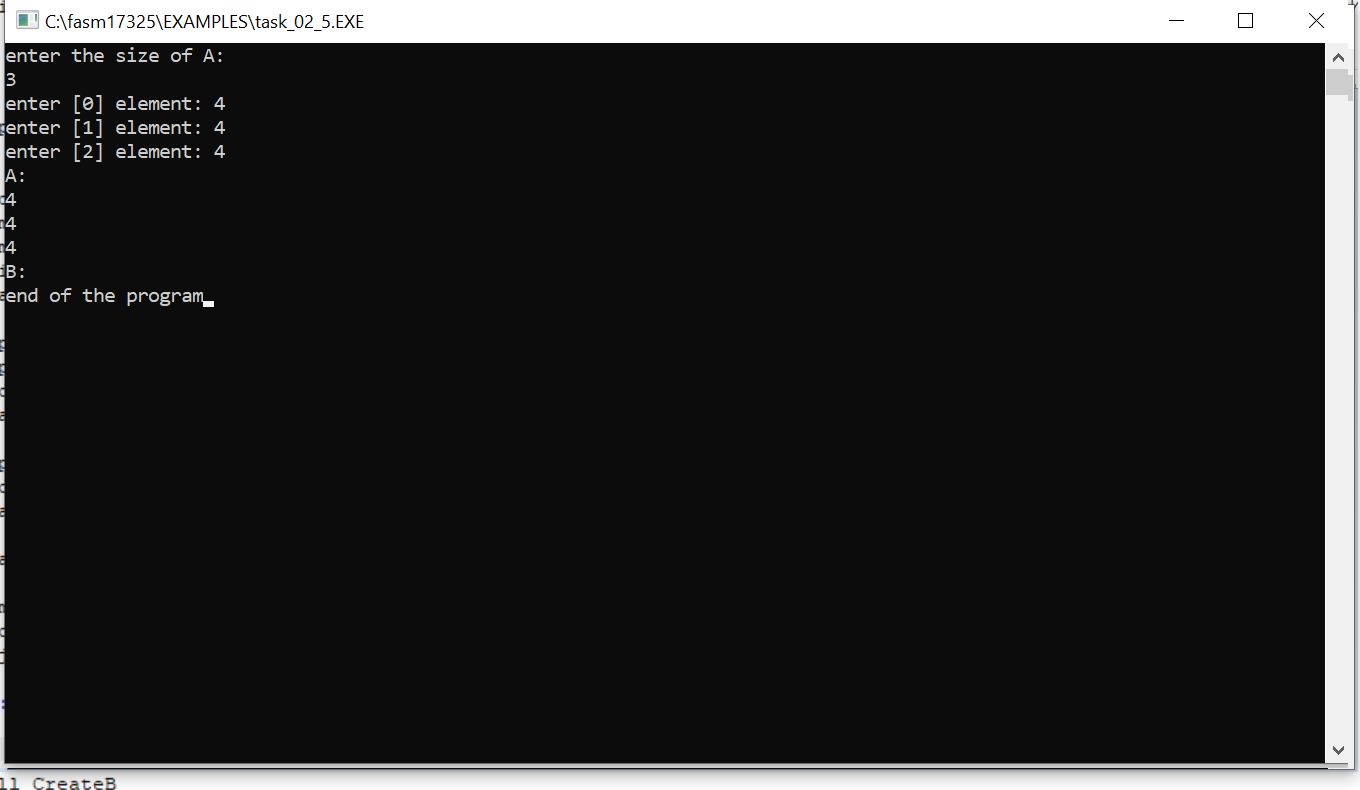 C:\fasm17325\EXAMPLES\task_02_5.EXE
enter the size of A:
3
enter [0] element: 4
enter [1] element: 4
enter [2] element: 4
A:
4
4
4
B:
end of the program
CreateB